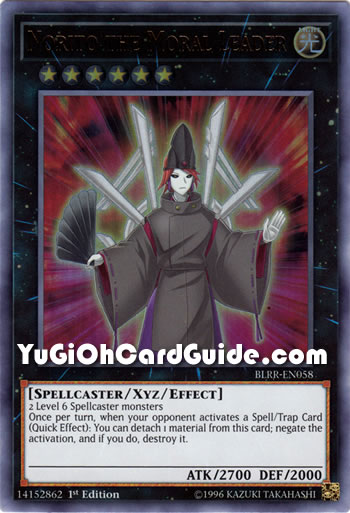 NORITO THE MORAL LEADER
LIGHT
光
YuGiOhCardGuide.com
BLRR-EN058
[SPELLCASTER/XYZ/EFFECT]
2 Level 6 Spellcaster monsters
Once per turn, when your opponent activates a Spell/Trap Card
(Quick Effect): You can detach 1 material from this card; negate
the activation, and if you do, destroy it.
ATK/2700 DEF/2000
14152862 1st Edition ©1996 KAZUKI TAKAHASHI